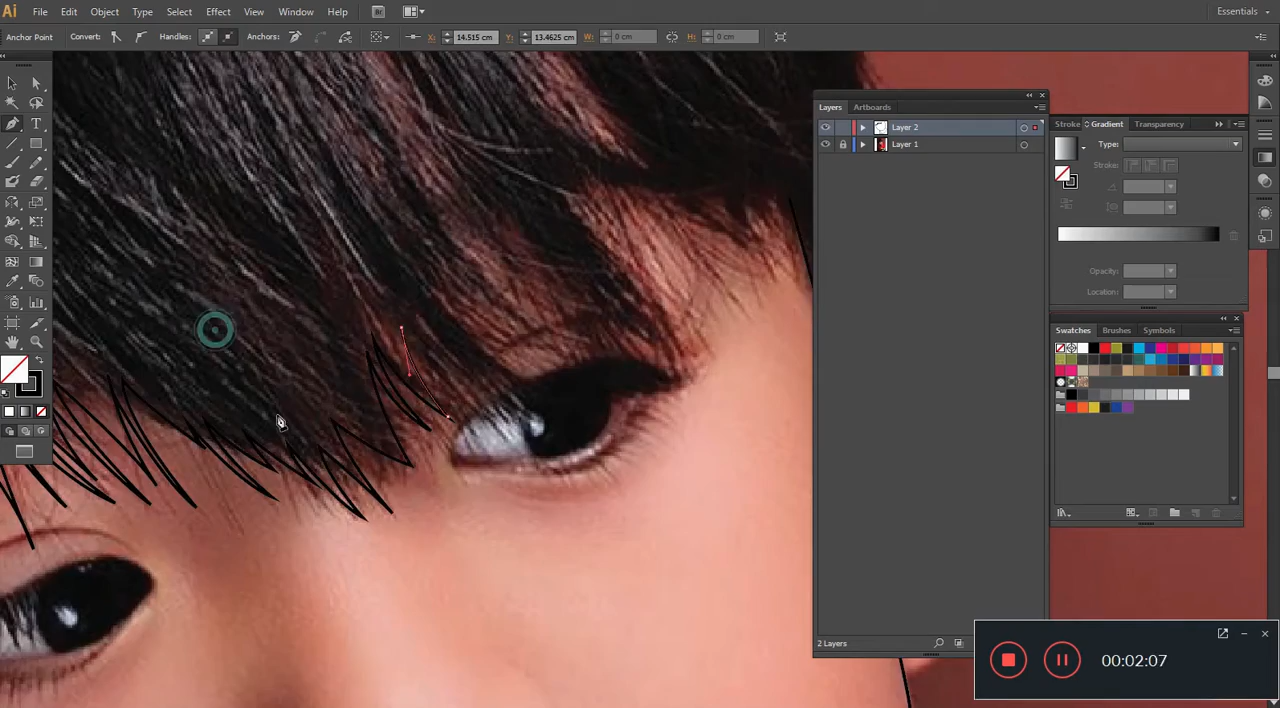 Ai File Edit Object Type Select Effect View Window Help Br Essentials
Anchor Point Convert: Handles: Anchors: X: 14.515 cm Y: 13.4625 cm W: 0 cm H: 0 cm
Layers Artboards
Layer 2
Layer 1
2 Layers
Stroke Gradient Transparency
Type:
Stroke:
Opacity:
Location:
Swatches Brushes Symbols
00:02:07